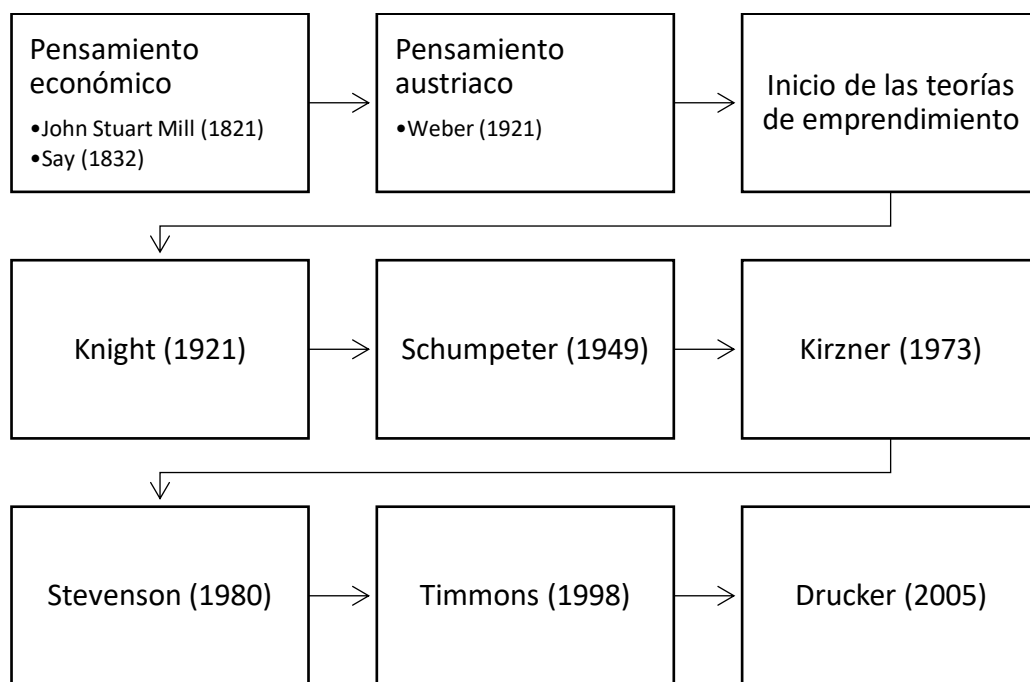 Pensamiento
económico
•John Stuart Mill (1821)
•Say (1832)
Pensamiento
austriaco
•Weber (1921)
Inicio de las teorías
de emprendimiento
Knight (1921)
Schumpeter (1949)
Kirzner (1973)
Stevenson (1980)
Timmons (1998)
Drucker (2005)